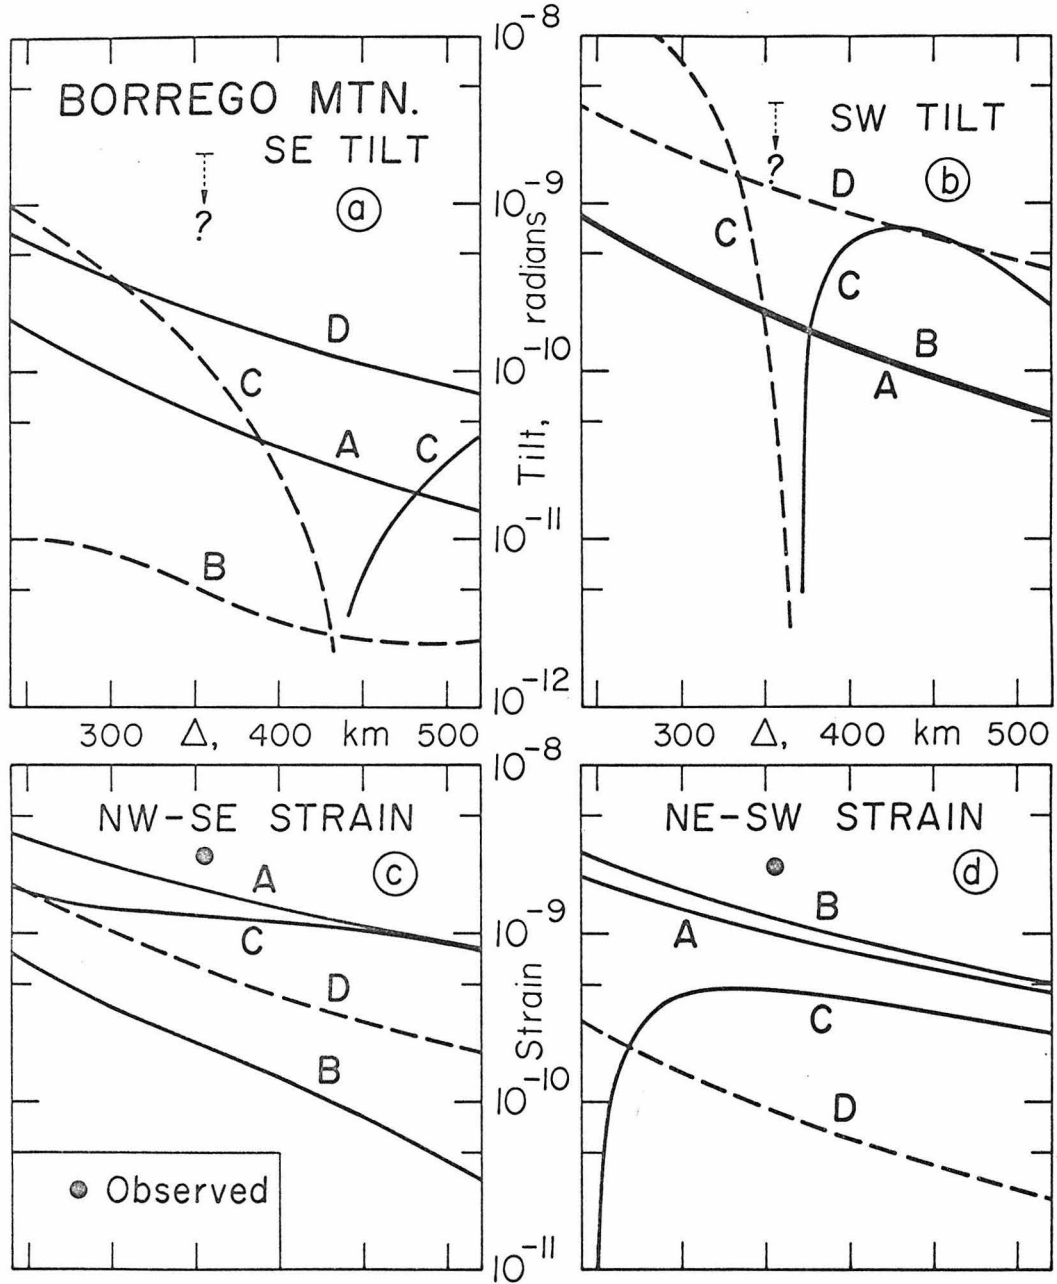 BORREGO MTN.
SE TILT
?
a
D
C
A
C
B
10⁻⁸
10⁻⁹
10⁻¹⁰
10⁻¹¹
10⁻¹²
Tilt, radians
?
SW TILT
b
D
C
C
B
A
300 Δ, 400 km 500
300 Δ, 400 km 500
NW-SE STRAIN
c
A
C
D
B
Observed
10⁻⁸
10⁻⁹
10⁻¹⁰
10⁻¹¹
Strain
NE-SW STRAIN
d
B
A
C
D